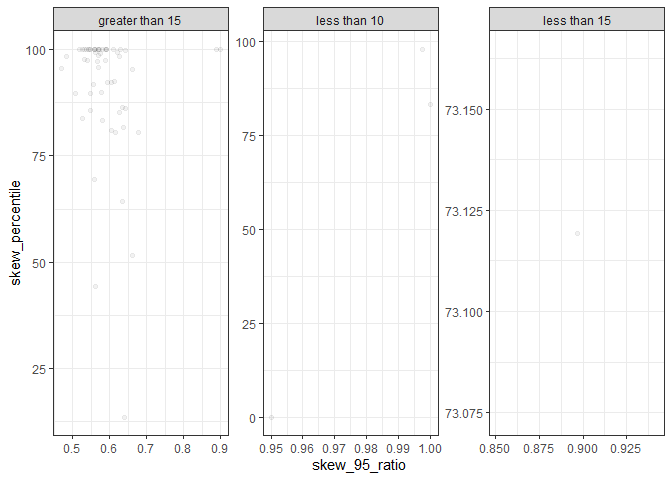 greater than 15
less than 10
less than 15
skew_percentile
100
75
50
25
100
75
50
25
0
73.150
73.125
73.100
73.075
0.5 0.6 0.7 0.8 0.9
0.95 0.96 0.97 0.98 0.99 1.00
0.850 0.875 0.900 0.925
skew_95_ratio